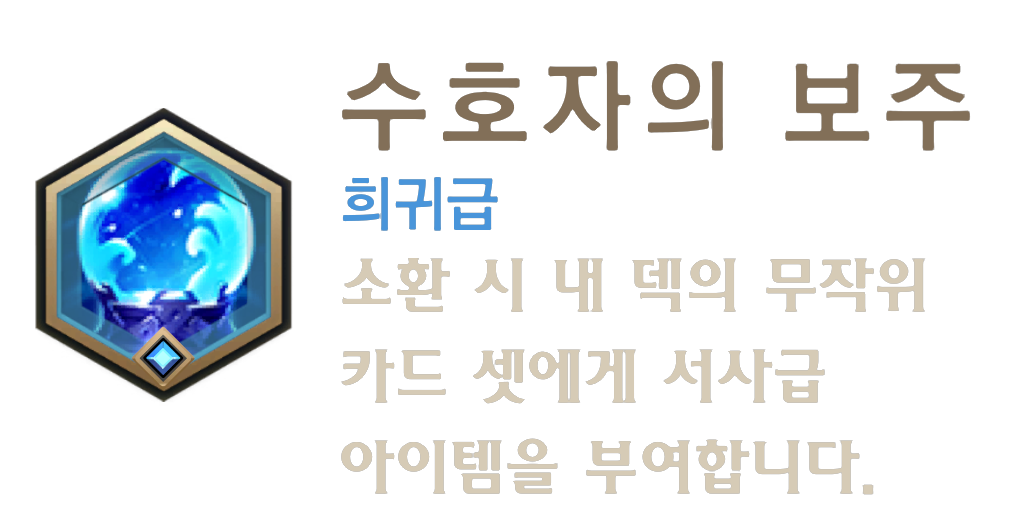 수호자의 보주
희귀급
소환 시 내 덱의 무작위
카드 셋에게 서사급
아이템을 부여합니다.